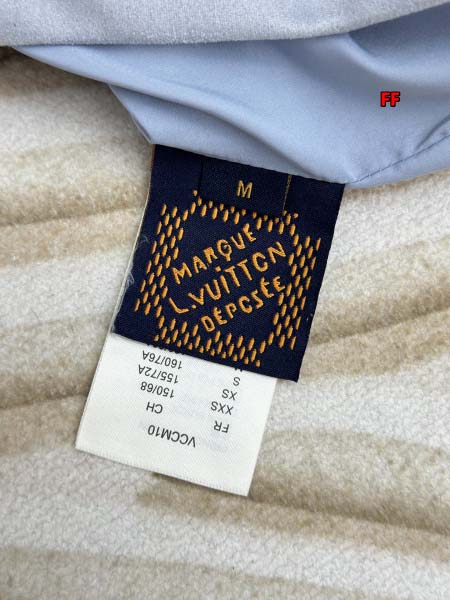 FF
M
MARQUE
L.VUITTON
DÉPOSÉE
VCCM10
FR CH
XXS 150/68
XS 155/72A
S 160/76A